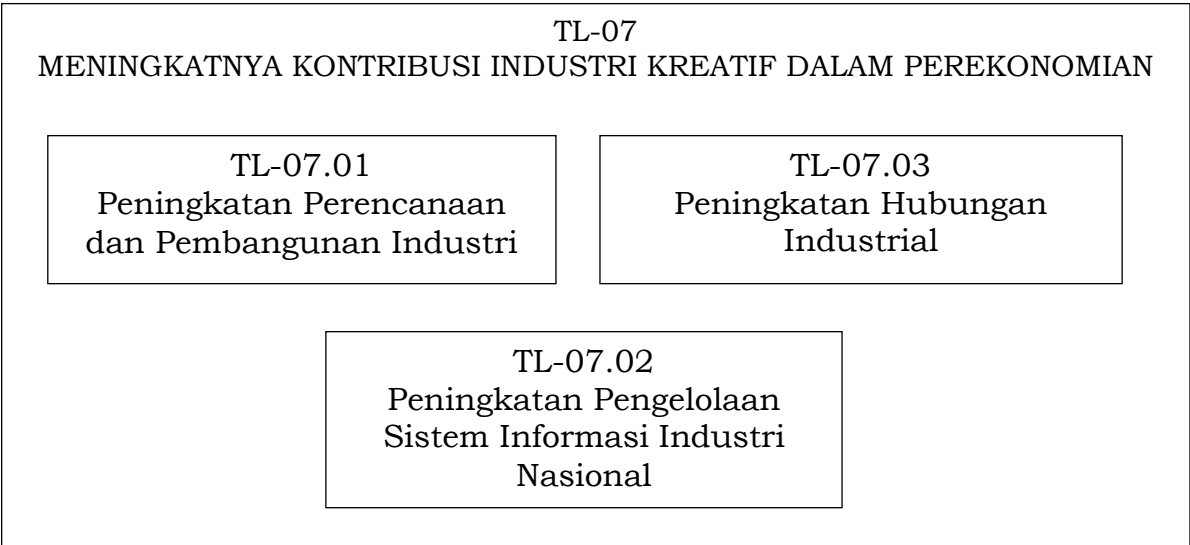 TL-07
MENINGKATNYA KONTRIBUSI INDUSTRI KREATIF DALAM PEREKONOMIAN
TL-07.01
Peningkatan Perencanaan
dan Pembangunan Industri
TL-07.03
Peningkatan Hubungan
Industrial
TL-07.02
Peningkatan Pengelolaan
Sistem Informasi Industri
Nasional